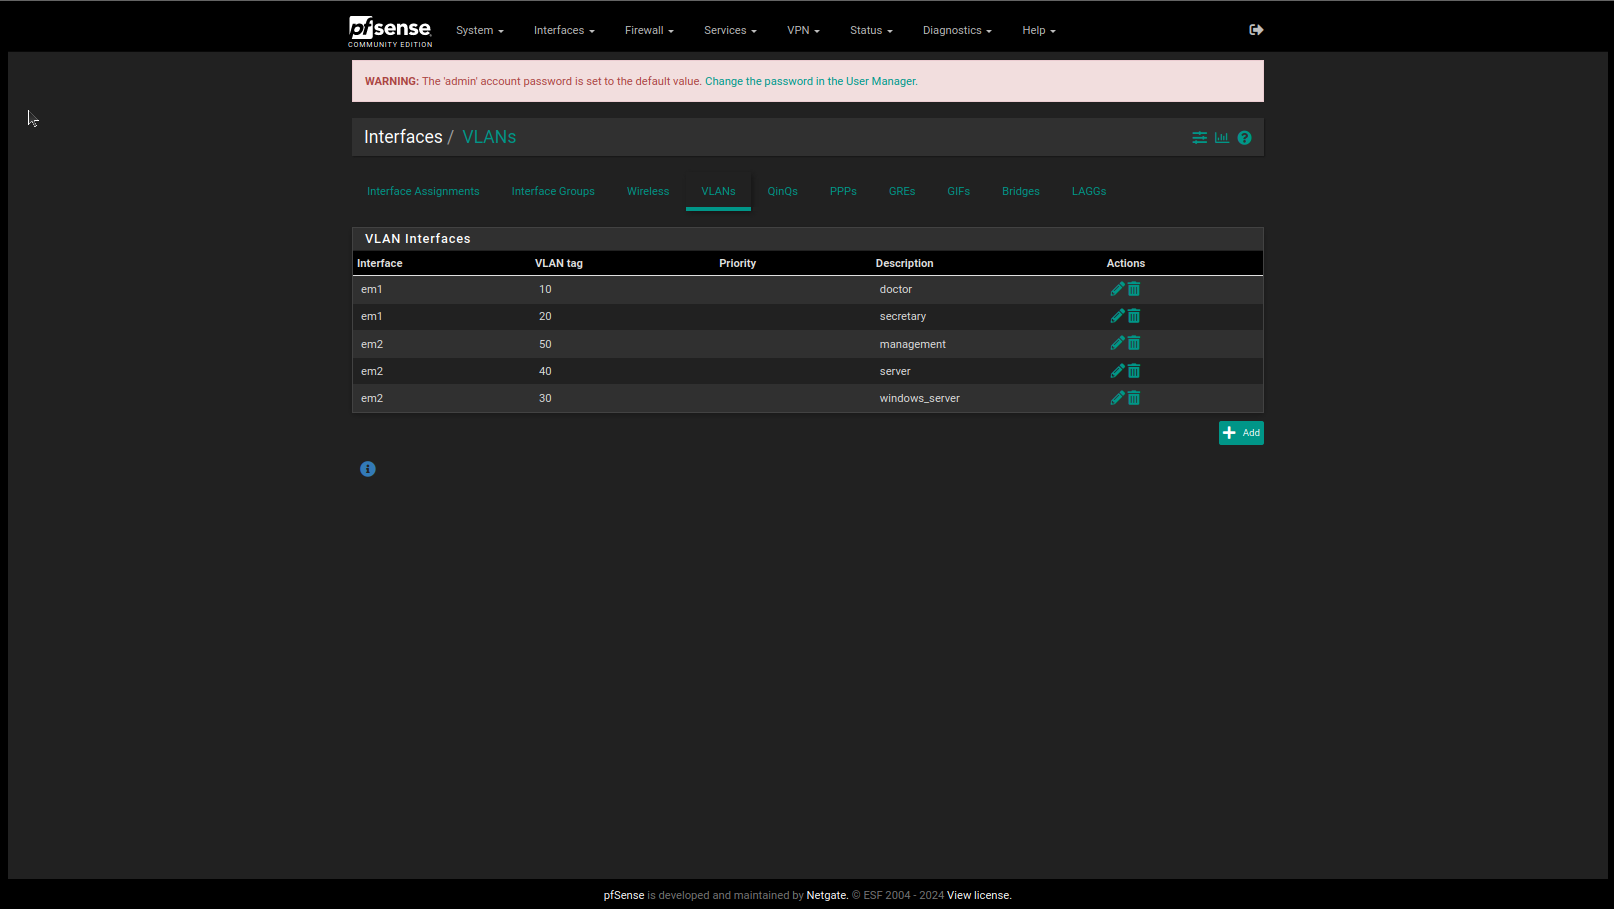 pfsense System Interfaces Firewall Services VPN Status Diagnostics Help
COMMUNITY EDITION
WARNING: The 'admin' account password is set to the default value. Change the password in the User Manager.
Interfaces / VLANs
Interface Assignments Interface Groups Wireless VLANs QinQs PPPs GREs GIFs Bridges LAGGs
VLAN Interfaces
Interface VLAN tag Priority Description Actions
em1 10 doctor
em1 20 secretary
em2 50 management
em2 40 server
em2 30 windows_server
Add
pfSense is developed and maintained by Netgate. © ESF 2004 - 2024 View license.